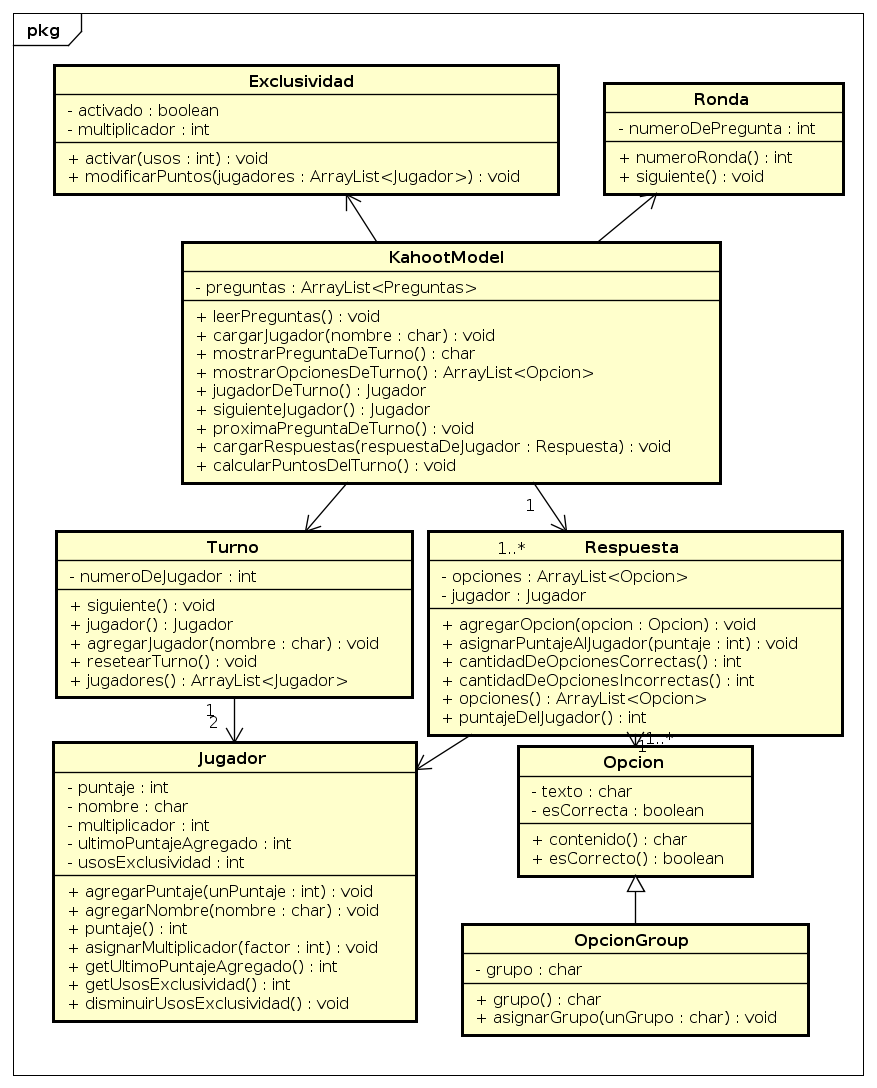 pkg
Exclusividad
- activado : boolean
- multiplicador : int
+ activar(usos : int) : void
+ modificarPuntos(jugadores : ArrayList<Jugador>) : void
Ronda
- numeroDePregunta : int
+ numeroRonda() : int
+ siguiente() : void
KahootModel
- preguntas : ArrayList<Preguntas>
+ leerPreguntas() : void
+ cargarJugador(nombre : char) : void
+ mostrarPreguntaDeTurno() : char
+ mostrarOpcionesDeTurno() : ArrayList<Opcion>
+ jugadorDeTurno() : Jugador
+ siguienteJugador() : Jugador
+ proximaPreguntaDeTurno() : void
+ cargarRespuestas(respuestaDeJugador : Respuesta) : void
+ calcularPuntosDelTurno() : void
1
1..*
Turno
- numeroDeJugador : int
+ siguiente() : void
+ jugador() : Jugador
+ agregarJugador(nombre : char) : void
+ resetearTurno() : void
+ jugadores() : ArrayList<Jugador>
Respuesta
- opciones : ArrayList<Opcion>
- jugador : Jugador
+ agregarOpcion(opcion : Opcion) : void
+ asignarPuntajeAlJugador(puntaje : int) : void
+ cantidadDeOpcionesCorrectas() : int
+ cantidadDeOpcionesIncorrectas() : int
+ opciones() : ArrayList<Opcion>
+ puntajeDelJugador() : int
1
2
1..*
1
Jugador
- puntaje : int
- nombre : char
- multiplicador : int
- ultimoPuntajeAgregado : int
- usosExclusividad : int
+ agregarPuntaje(unPuntaje : int) : void
+ agregarNombre(nombre : char) : void
+ puntaje() : int
+ asignarMultiplicador(factor : int) : void
+ getUltimoPuntajeAgregado() : int
+ getUsosExclusividad() : int
+ disminuirUsosExclusividad() : void
Opcion
- texto : char
- esCorrecta : boolean
+ contenido() : char
+ esCorrecto() : boolean
OpcionGroup
- grupo : char
+ grupo() : char
+ asignarGrupo(unGrupo : char) : void